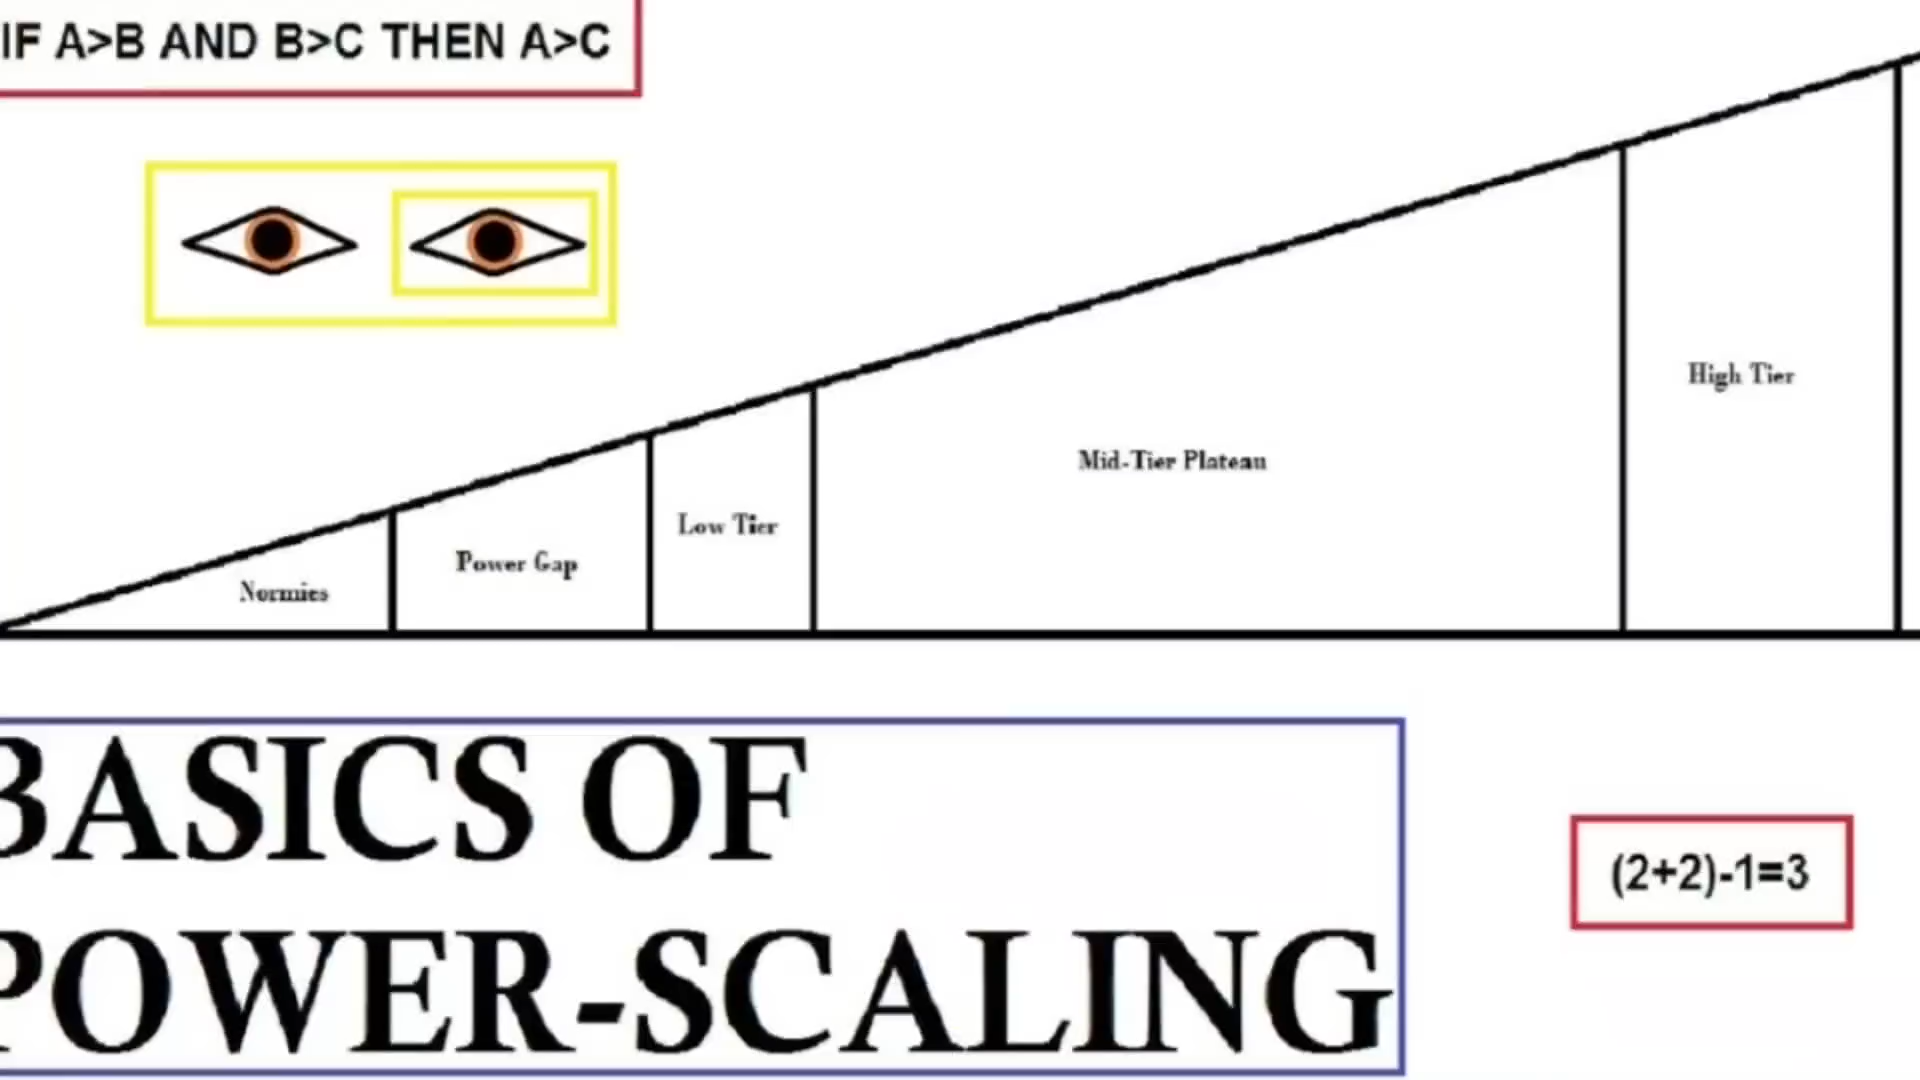 IF A>B AND B>C THEN A>C
High Tier
Mid-Tier Plateau
Low Tier
Power Gap
Normies
BASICS OF
POWER-SCALING
(2+2)-1=3